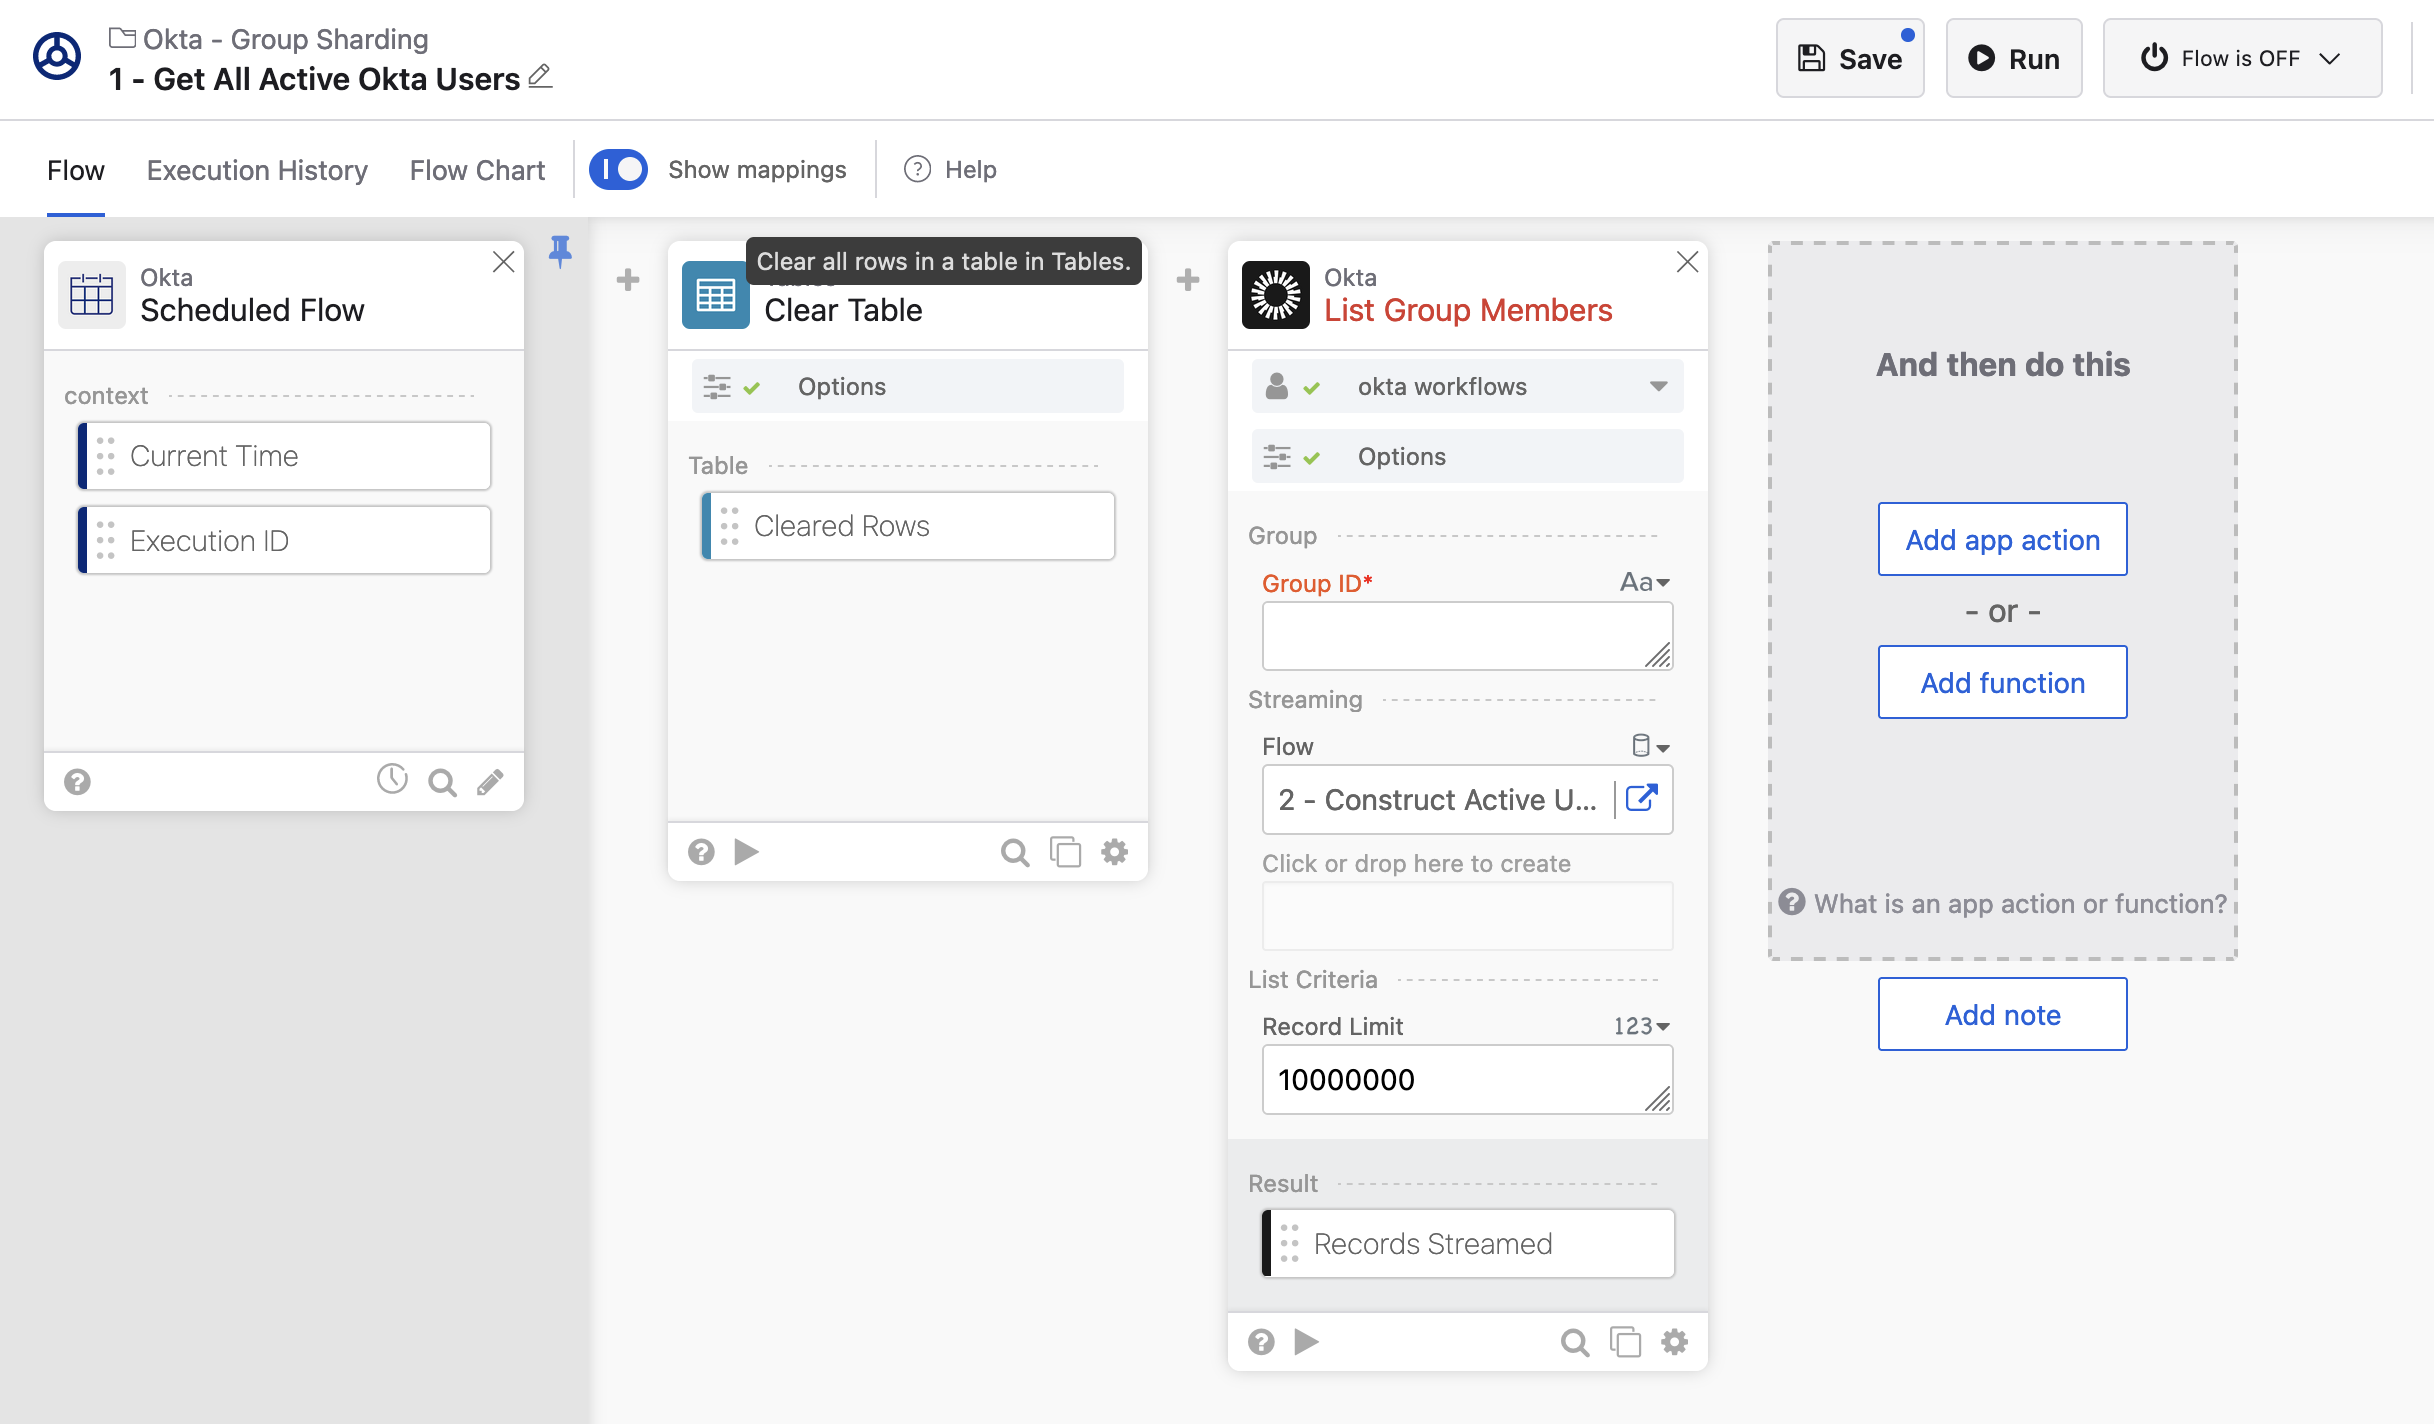 Okta - Group Sharding
1 - Get All Active Okta Users
Save
Run
Flow is OFF
Flow
Execution History
Flow Chart
Show mappings
Help
Okta
Scheduled Flow
context
Current Time
Execution ID
Clear all rows in a table in Tables.
Clear Table
Options
Table
Cleared Rows
Okta
List Group Members
okta workflows
Options
Group
Group ID*
Aa
Streaming
Flow
2 - Construct Active U...
Click or drop here to create
List Criteria
Record Limit
123
10000000
Result
Records Streamed
And then do this
Add app action
- or -
Add function
What is an app action or function?
Add note